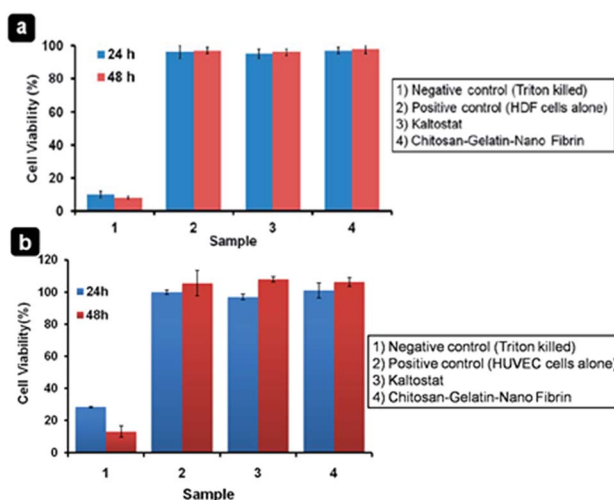 a
24 h
48 h
100
80
60
40
20
0
Cell Viability (%)
1 2 3 4
Sample
1) Negative control (Triton killed)
2) Positive control (HDF cells alone)
3) Kaltostat
4) Chitosan-Gelatin-Nano Fibrin
b
24h
48h
120
100
80
60
40
20
0
Cell Viability(%)
1 2 3 4
Sample
1) Negative control (Triton killed)
2) Positive control (HUVEC cells alone)
3) Kaltostat
4) Chitosan-Gelatin-Nano Fibrin